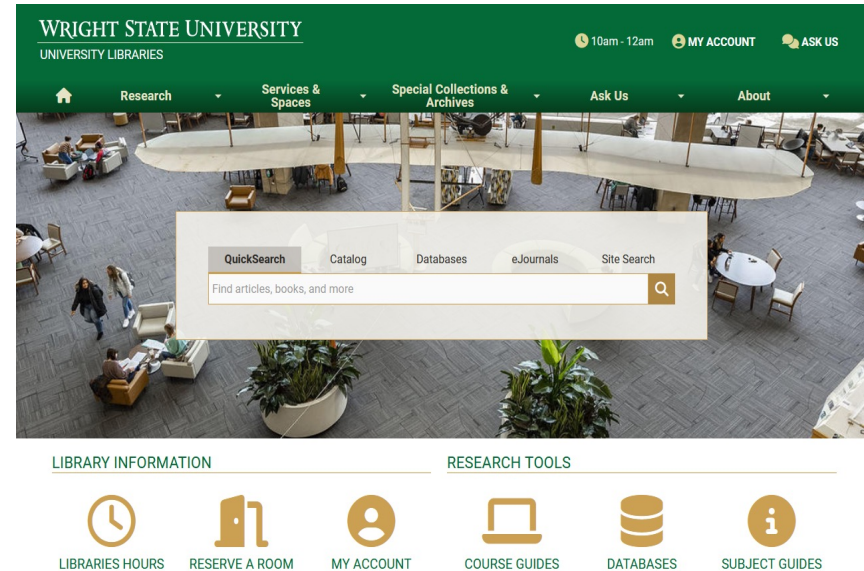 WRIGHT STATE UNIVERSITY
UNIVERSITY LIBRARIES
10am - 12am MY ACCOUNT ASK US
Research Services & Spaces Special Collections & Archives Ask Us About
QuickSearch Catalog Databases eJournals Site Search
Find articles, books, and more
LIBRARY INFORMATION RESEARCH TOOLS
LIBRARIES HOURS RESERVE A ROOM MY ACCOUNT COURSE GUIDES DATABASES SUBJECT GUIDES